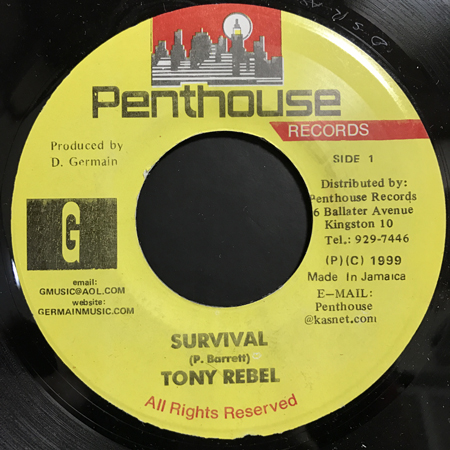 Penthouse
RECORDS
Produced by
D. Germain
SIDE 1
Distributed by:
Penthouse Records
6 Ballater Avenue
Kingston 10
Tel.: 929-7446
(P)(C) 1999
Made In Jamaica
E-MAIL:
Penthouse
@kasnet.com
G
email:
GMUSIC@AOL.COM
website:
GERMAINMUSIC.COM
SURVIVAL
(P. Barrett)
TONY REBEL
All Rights Reserved